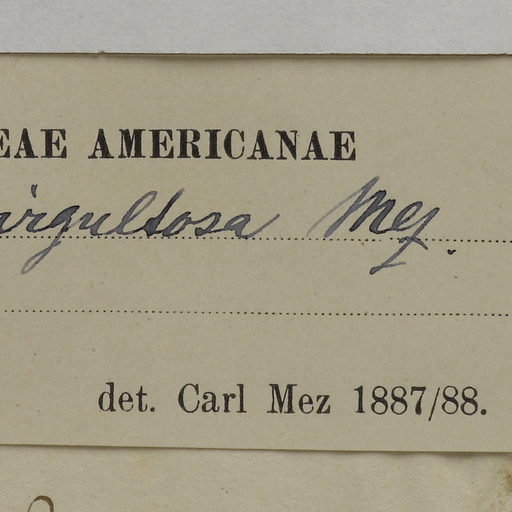 EAE AMERICANAE
virgultosa Mez.
det. Carl Mez 1887/88.